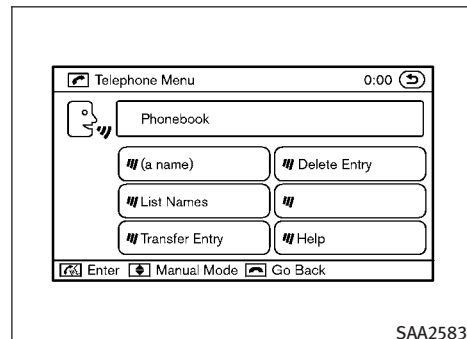 Telephone Menu 0:00
Phonebook
(a name) Delete Entry
List Names
Transfer Entry Help
Enter Manual Mode Go Back
SAA2583